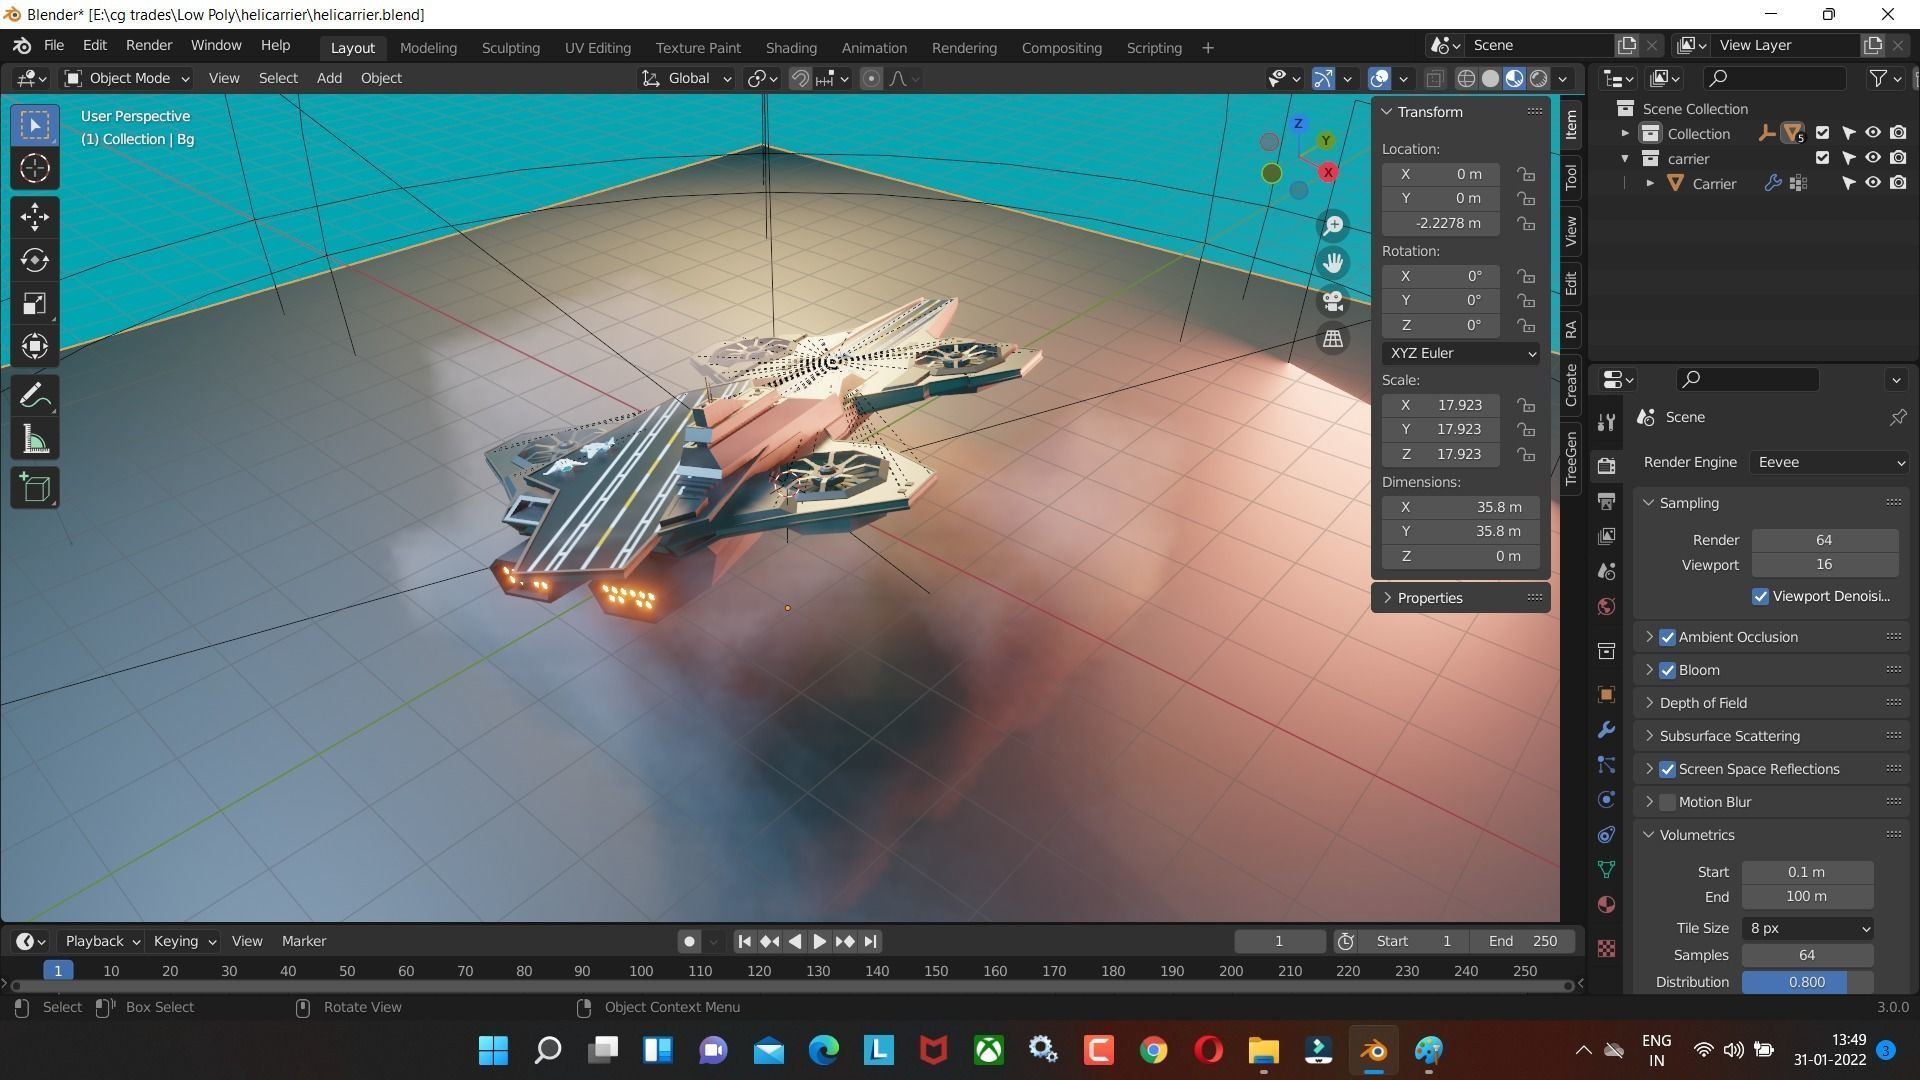 Blender* [E:\cg trades\Low Poly\helicarrier\helicarrier.blend]
File Edit Render Window Help
Layout Modeling Sculpting UV Editing Texture Paint Shading Animation Rendering Compositing Scripting +
Scene
View Layer
Object Mode View Select Add Object
Global
User Perspective
(1) Collection | Bg
Z
Y
X
Transform
Location:
X 0 m
Y 0 m
-2.2278 m
Rotation:
X 0°
Y 0°
Z 0°
XYZ Euler
Scale:
X 17.923
Y 17.923
Z 17.923
Dimensions:
X 35.8 m
Y 35.8 m
Z 0 m
Properties
Item
Tool
View
Edit
RA
Create
TreeGen
Scene Collection
Collection 5
carrier
Carrier
Scene
Render Engine Eevee
Sampling
Render 64
Viewport 16
Viewport Denoisi...
Ambient Occlusion
Bloom
Depth of Field
Subsurface Scattering
Screen Space Reflections
Motion Blur
Volumetrics
Start 0.1 m
End 100 m
Tile Size 8 px
Samples 64
Distribution 0.800
Playback Keying View Marker
1 Start 1 End 250
1 10 20 30 40 50 60 70 80 90 100 110 120 130 140 150 160 170 180 190 200 210 220 230 240 250
Select Box Select Rotate View Object Context Menu 3.0.0
L
C
ENG
IN
13:49
31-01-2022
3